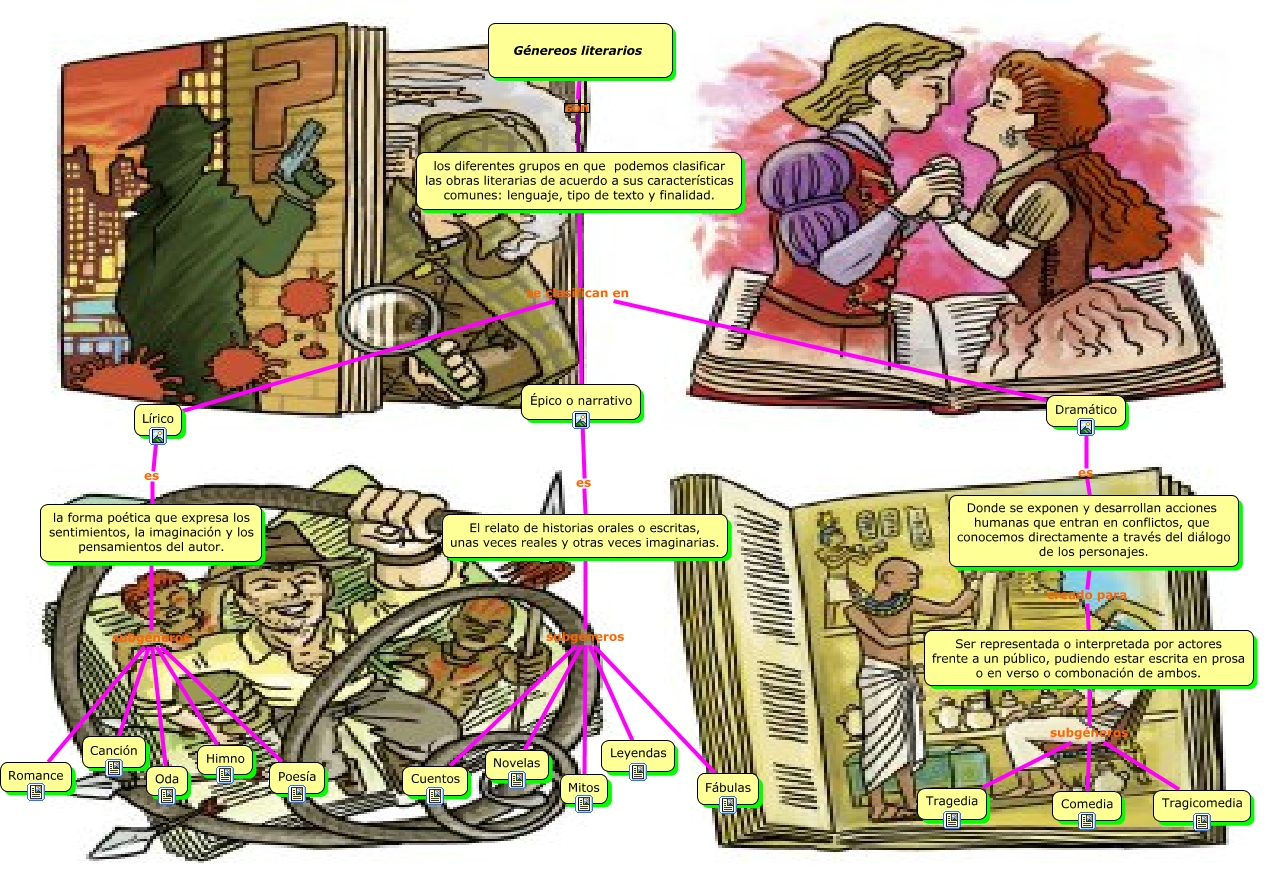 Génereos literarios
son
los diferentes grupos en que podemos clasificar
las obras literarias de acuerdo a sus características
comunes: lenguaje, tipo de texto y finalidad.
se clasifican en
Lírico
Épico o narrativo
Dramático
es
es
es
la forma poética que expresa los
sentimientos, la imaginación y los
pensamientos del autor.
El relato de historias orales o escritas,
unas veces reales y otras veces imaginarias.
Donde se exponen y desarrollan acciones
humanas que entran en conflictos, que
conocemos directamente a través del diálogo
de los personajes.
creado para
Ser representada o interpretada por actores
frente a un público, pudiendo estar escrita en prosa
o en verso o combonación de ambos.
subgéneros
subgéneros
subgéneros
Romance
Canción
Oda
Himno
Poesía
Cuentos
Novelas
Mitos
Leyendas
Fábulas
Tragedia
Comedia
Tragicomedia